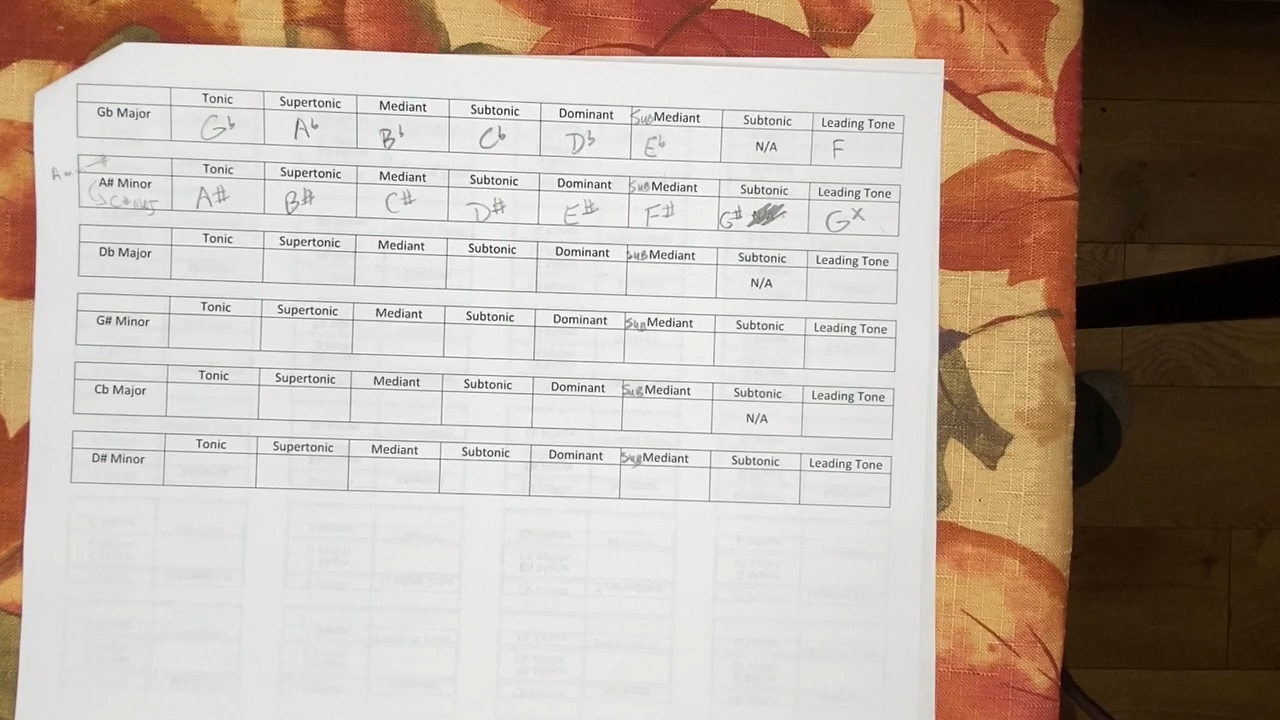 Gb Major Tonic Supertonic Mediant Subtonic Dominant SubMediant Subtonic Leading Tone
G♭ A♭ B♭ C♭ D♭ E♭ N/A F
A# Minor Tonic Supertonic Mediant Subtonic Dominant SubMediant Subtonic Leading Tone
A# B# C# D# E# F# G# Gx
Db Major Tonic Supertonic Mediant Subtonic Dominant SubMediant Subtonic Leading Tone
N/A
G# Minor Tonic Supertonic Mediant Subtonic Dominant SubMediant Subtonic Leading Tone
Cb Major Tonic Supertonic Mediant Subtonic Dominant SubMediant Subtonic Leading Tone
N/A
D# Minor Tonic Supertonic Mediant Subtonic Dominant SubMediant Subtonic Leading Tone